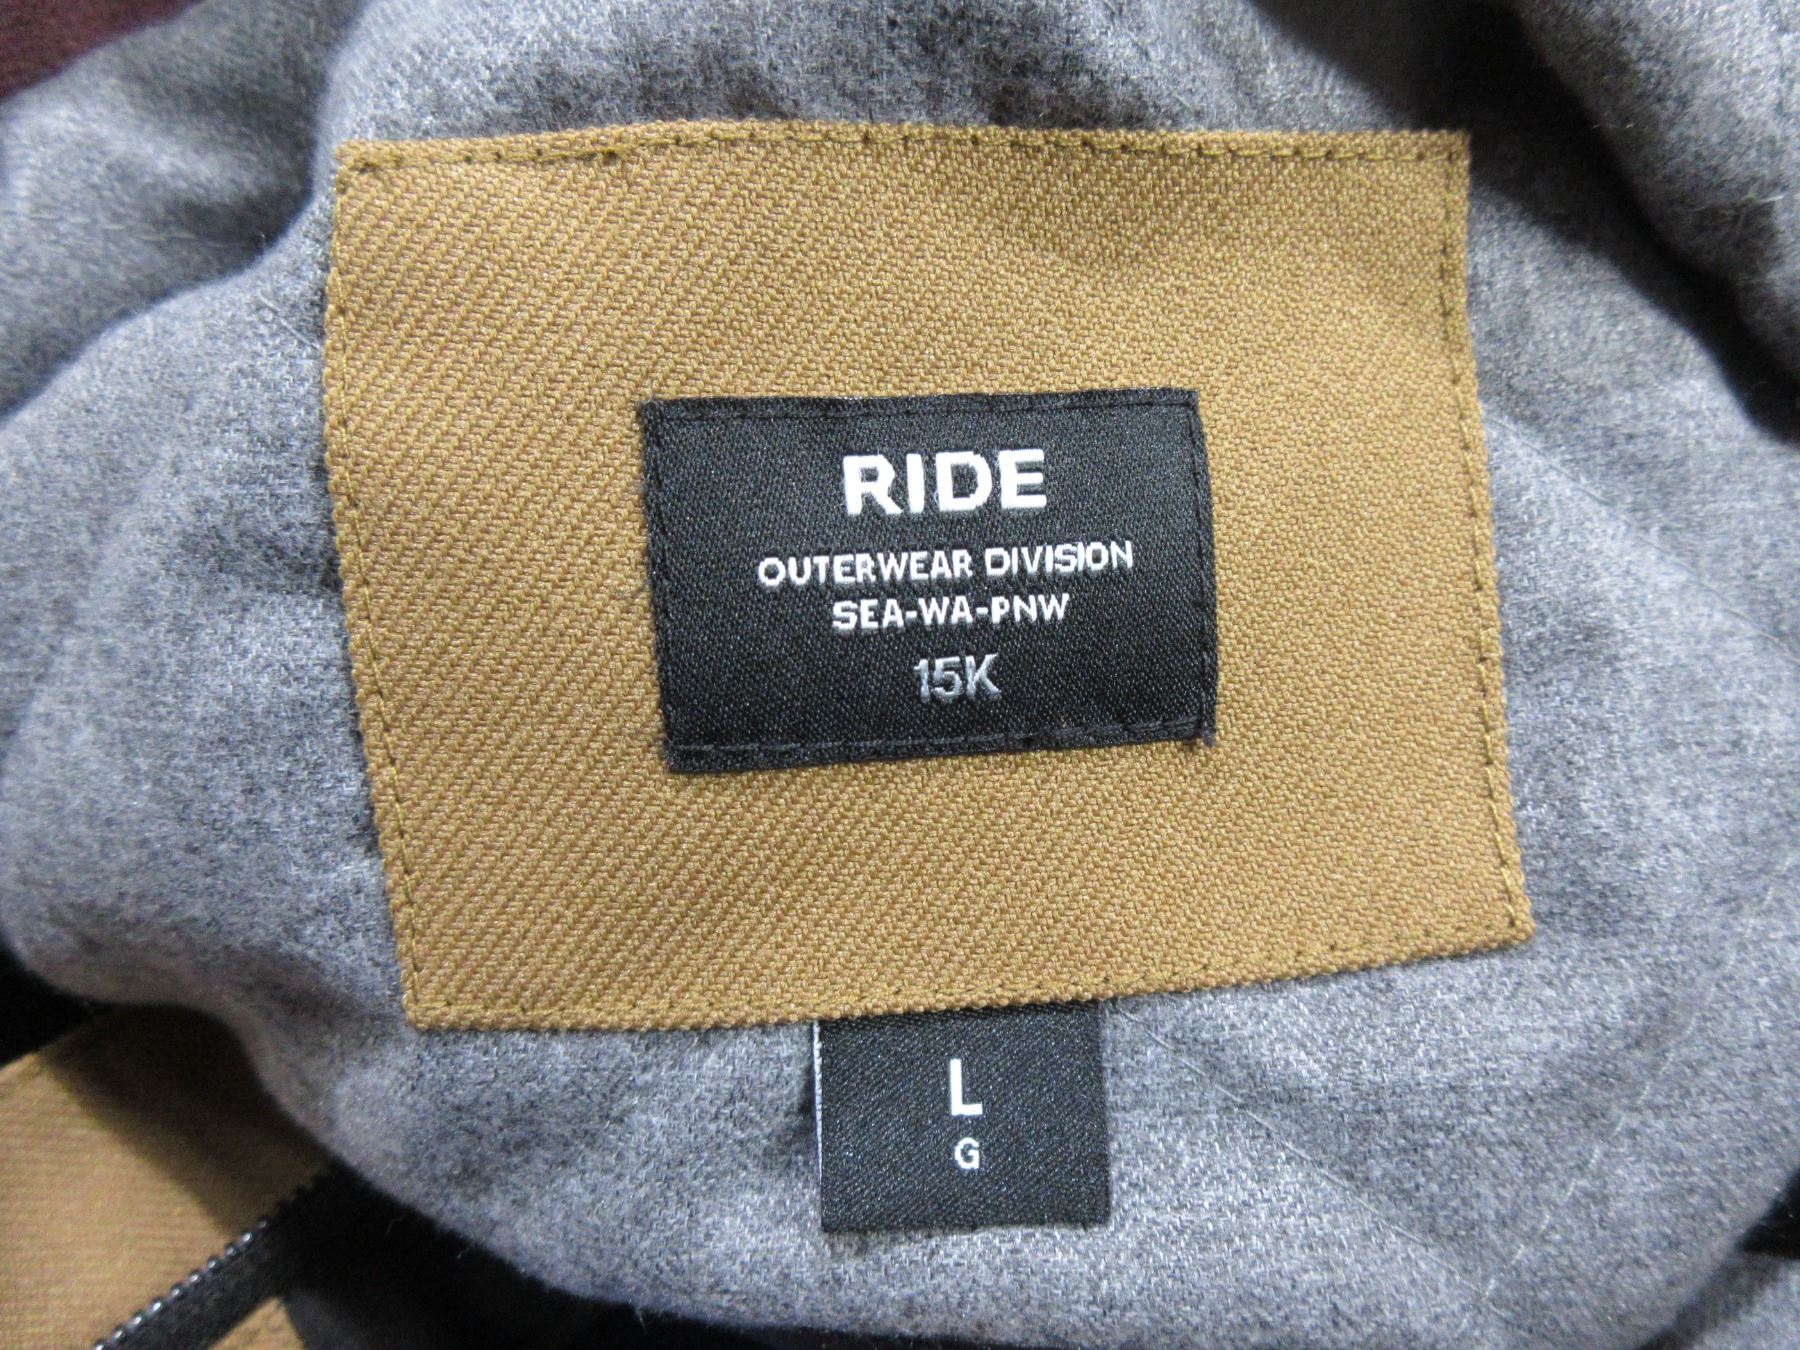 RIDE
OUTERWEAR DIVISION
SEA-WA-PNW
15K
L
G